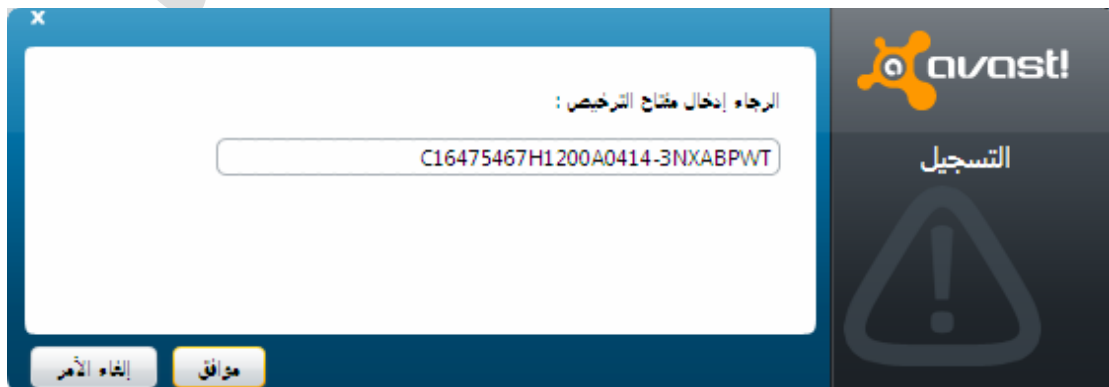 x
avast!
التسجيل
الرجاء إدخال مفتاح الترخيص :
C16475467H1200A0414-3NXABPWT
موافق
إلغاء الأمر